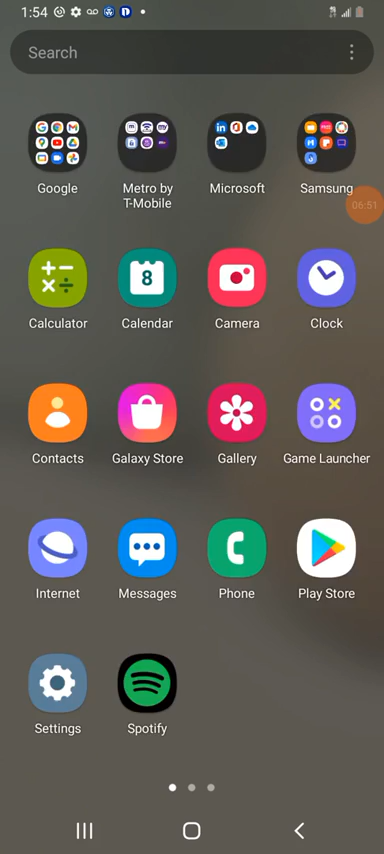 1:54
Search
Google
Metro by
T-Mobile
Microsoft
Samsung
06:51
8
Calculator
Calendar
Camera
Clock
Contacts
Galaxy Store
Gallery
Game Launcher
Internet
Messages
Phone
Play Store
Settings
Spotify